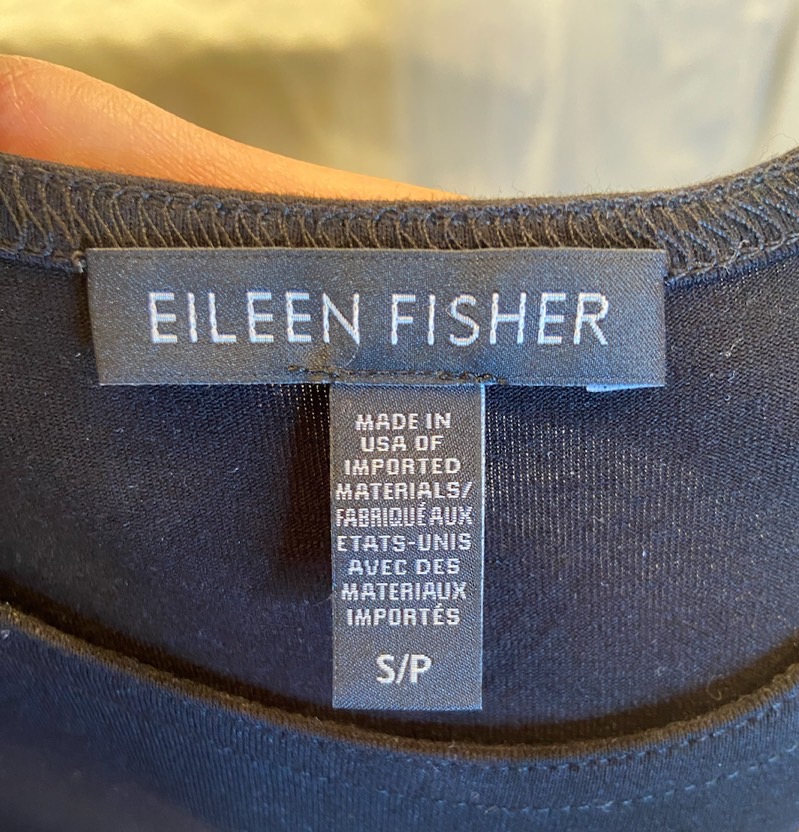 EILEEN FISHER
MADE IN
USA OF
IMPORTED
MATERIALS/
FABRIQUÉ AUX
ETATS-UNIS
AVEC DES
MATERIAUX
IMPORTÉS
S/P